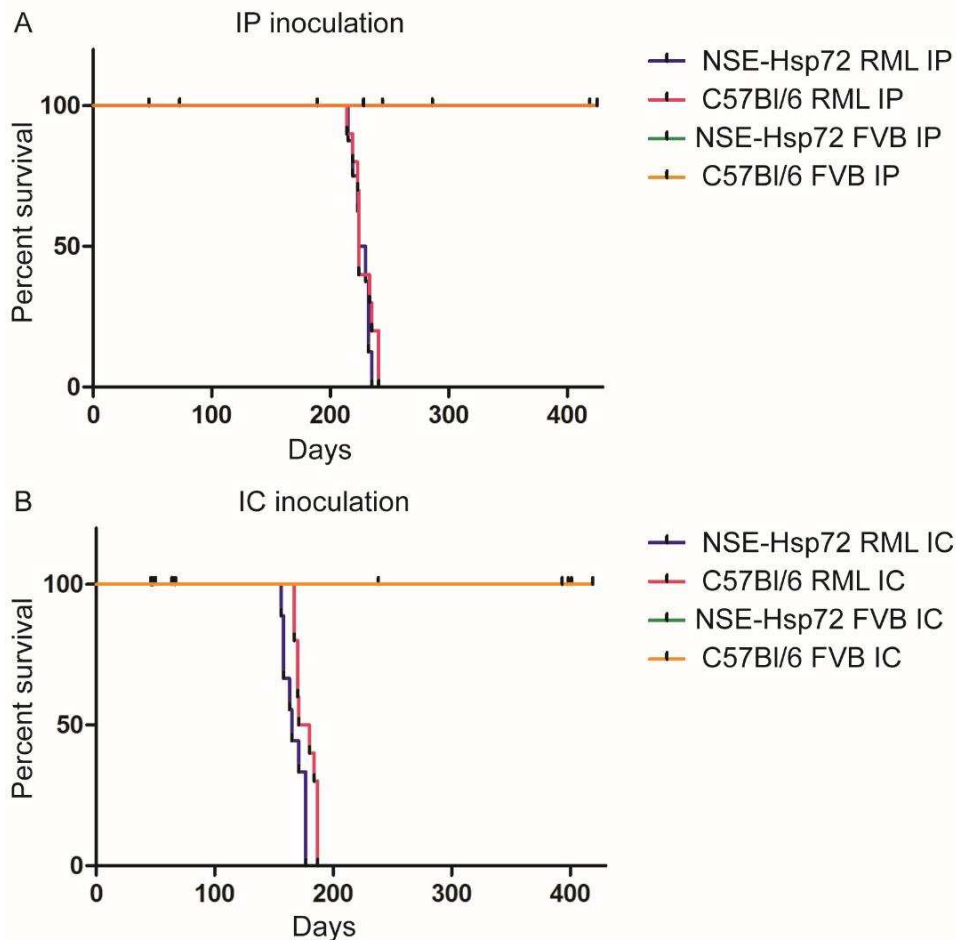 A
IP inoculation
NSE-Hsp72 RML IP
C57Bl/6 RML IP
NSE-Hsp72 FVB IP
C57Bl/6 FVB IP
Percent survival
100
50
0
0 100 200 300 400
Days
B
IC inoculation
NSE-Hsp72 RML IC
C57Bl/6 RML IC
NSE-Hsp72 FVB IC
C57Bl/6 FVB IC
Percent survival
100
50
0
0 100 200 300 400
Days